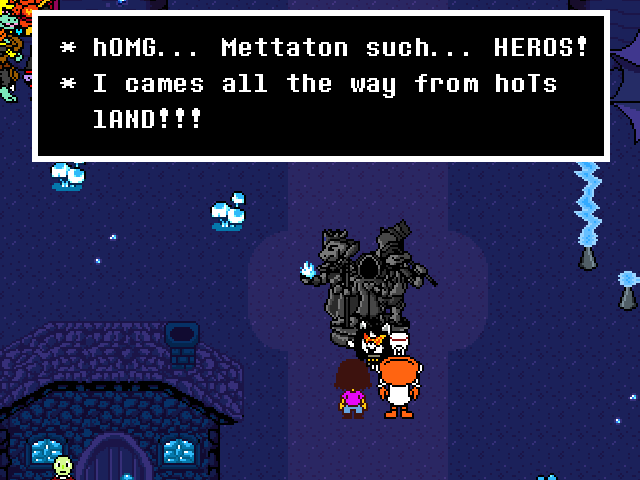 * hOMG... Mettaton such... HEROS!
* I cames all the way from hoTs
lAND!!!